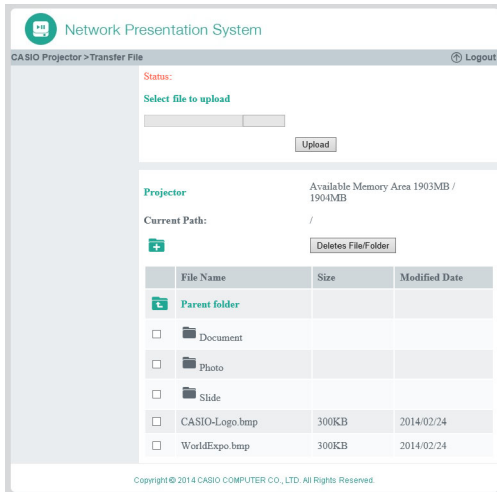 Network Presentation System
CASIO Projector >Transfer File
Logout
Status:
Select file to upload
Upload
Projector
Available Memory Area 1903MB /
1904MB
Current Path:
/
Deletes File/Folder
File Name Size Modified Date
Parent folder
Document
Photo
Slide
CASIO-Logo.bmp 300KB 2014/02/24
WorldExpo.bmp 300KB 2014/02/24
Copyright © 2014 CASIO COMPUTER CO., LTD. All Rights Reserved.